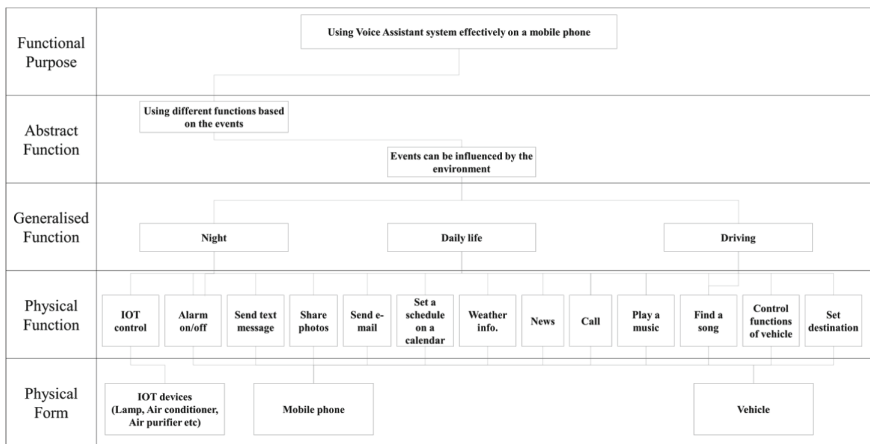 Functional
Purpose
Using Voice Assistant system effectively on a mobile phone
Abstract
Function
Using different functions based
on the events
Events can be influenced by the
environment
Generalised
Function
Night
Daily life
Driving
Physical
Function
IOT
control
Alarm
on/off
Send text
message
Share
photos
Send e-
mail
Set a
schedule
on a
calendar
Weather
info.
News
Call
Play a
music
Find a
song
Control
functions
of vehicle
Set
destination
Physical
Form
IOT devices
(Lamp, Air conditioner,
Air purifier etc)
Mobile phone
Vehicle